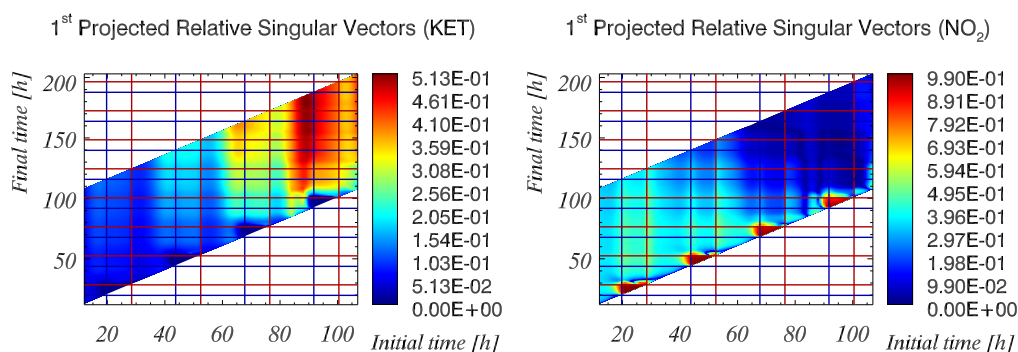 1st Projected Relative Singular Vectors (KET)
Final time [h]
200
150
100
50
20 40 60 80 100
Initial time [h]
5.13E-01
4.61E-01
4.10E-01
3.59E-01
3.08E-01
2.56E-01
2.05E-01
1.54E-01
1.03E-01
5.13E-02
0.00E+00
1st Projected Relative Singular Vectors (NO2)
Final time [h]
200
150
100
50
20 40 60 80 100
Initial time [h]
9.90E-01
8.91E-01
7.92E-01
6.93E-01
5.94E-01
4.95E-01
3.96E-01
2.97E-01
1.98E-01
9.90E-02
0.00E+00